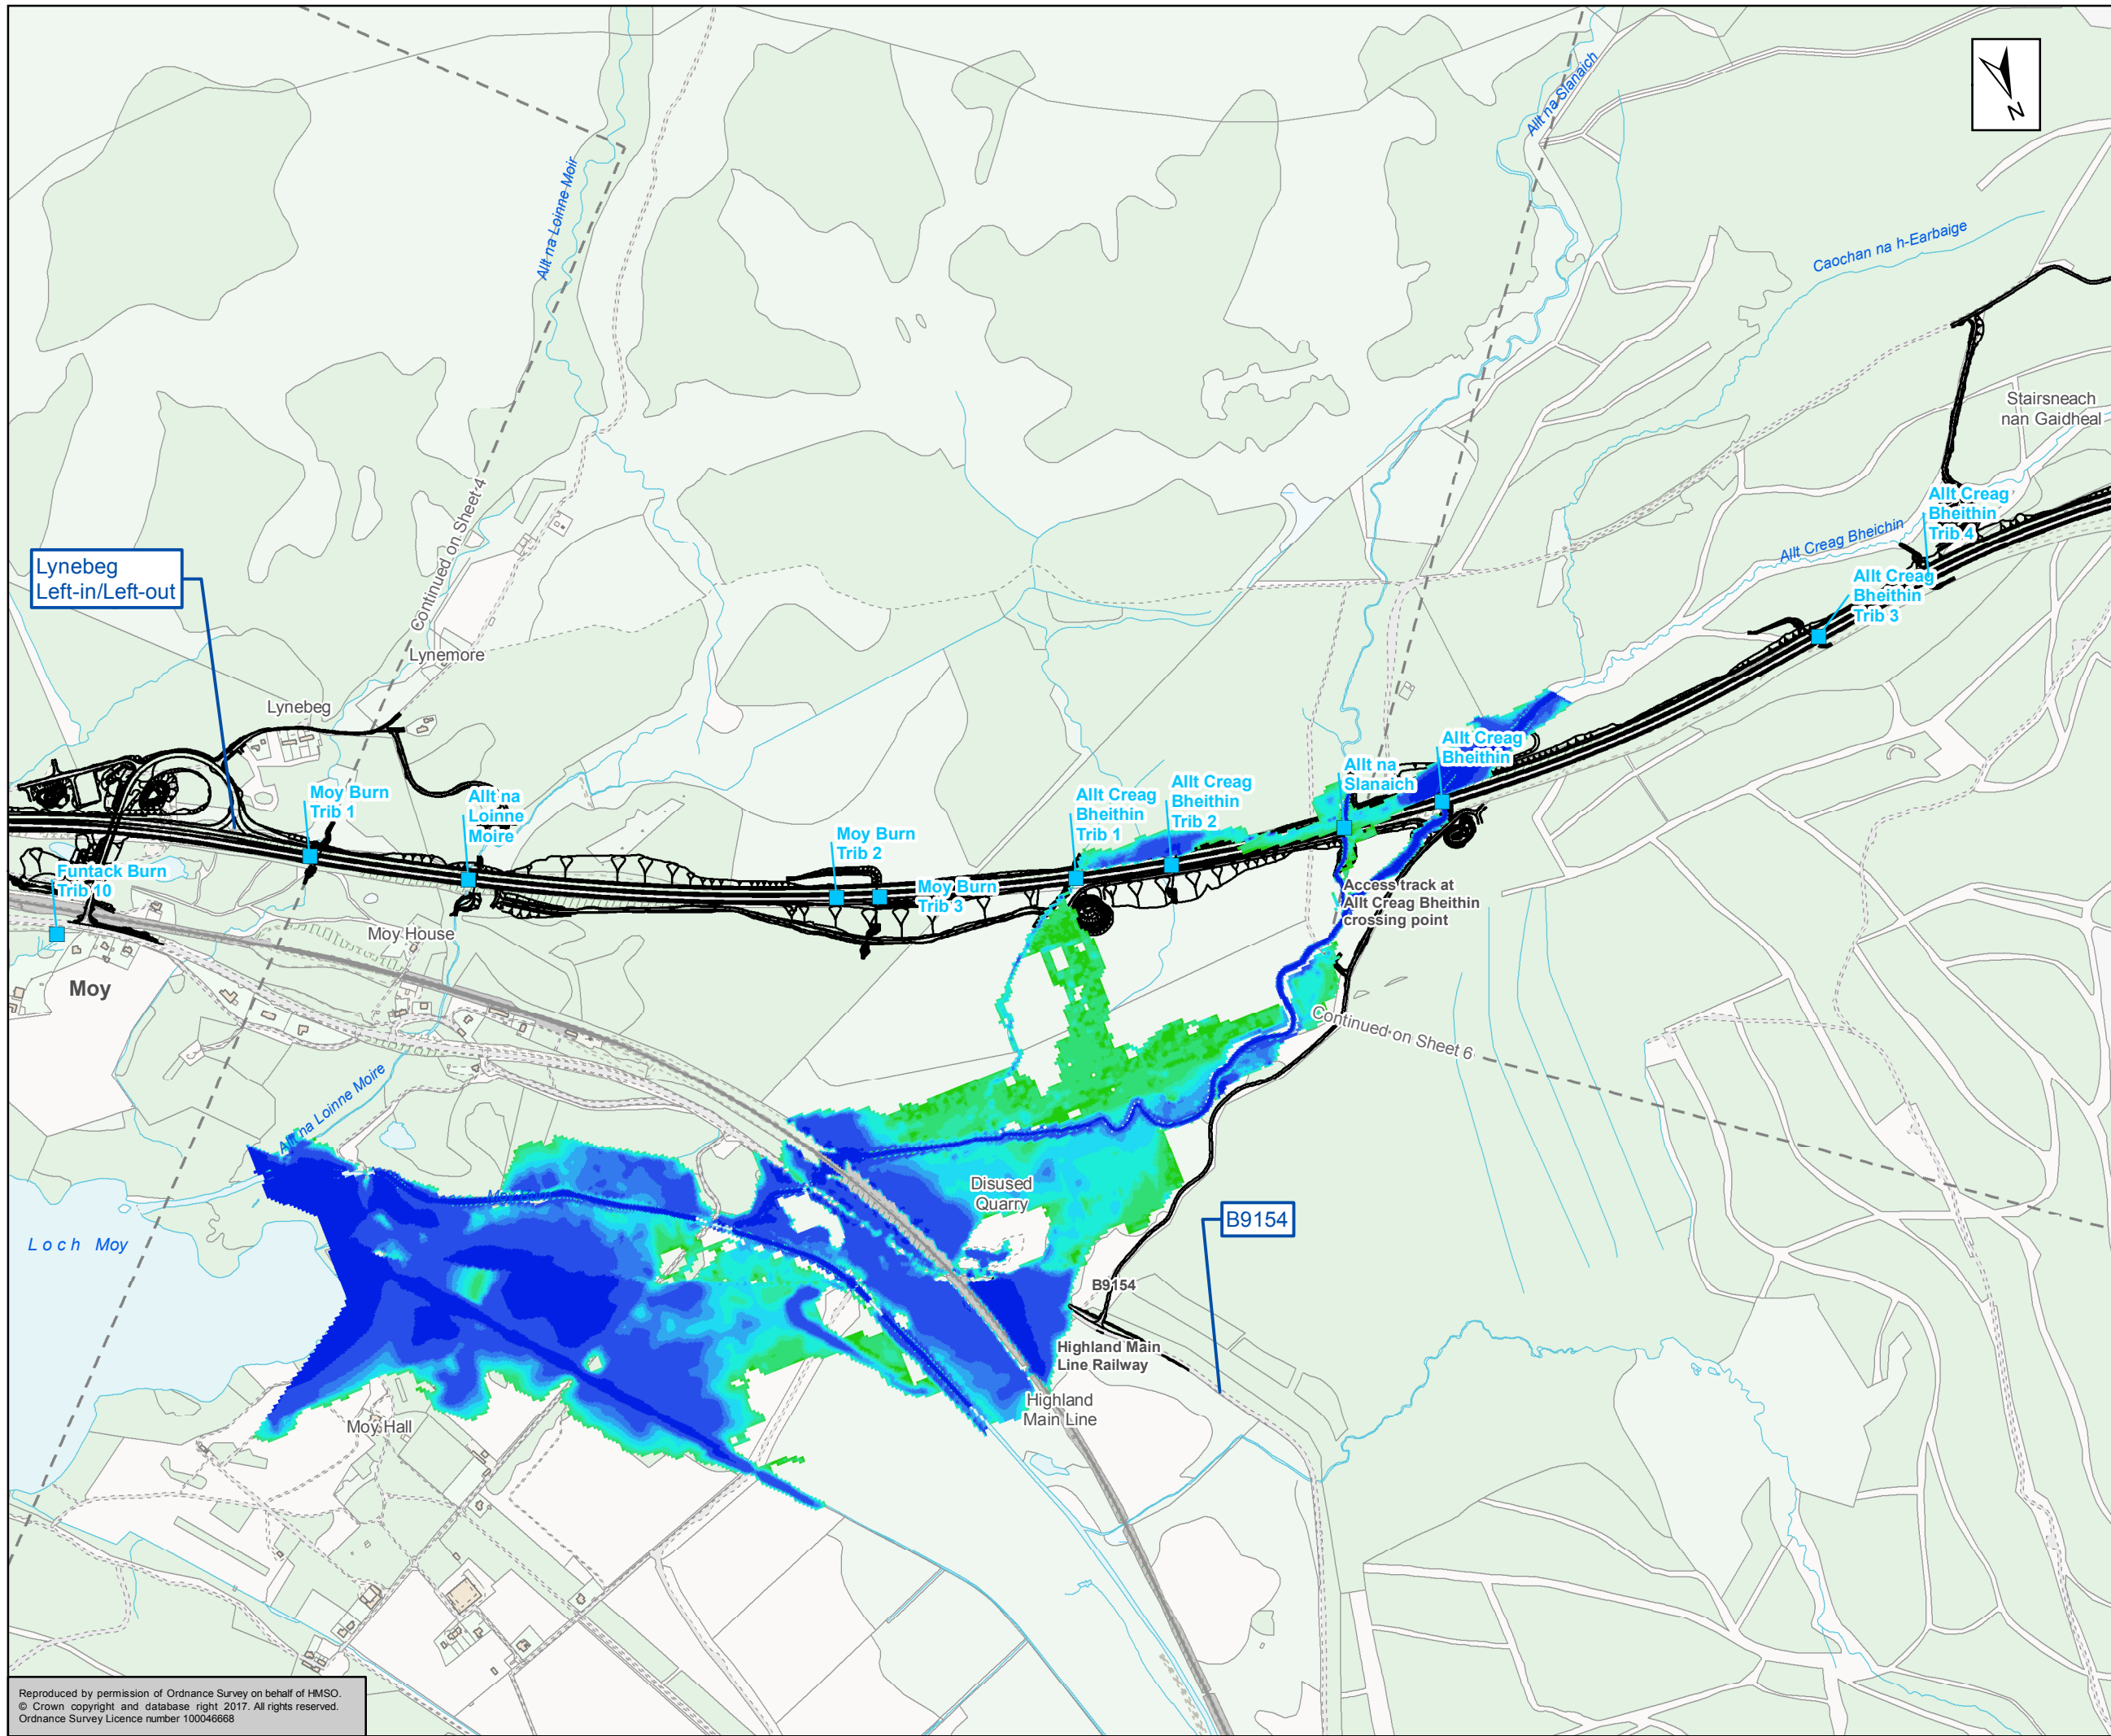 N
Allt na Slanaich
Allt na Loinne Moir
Caochan na h-Earbaige
Stairsneach
nan Gaidheal
Allt Creag
Bheithin
Trib 4
Allt Creag Bheichin
Allt Creag
Bheithin
Trib 3
Continued on Sheet 4
Lynebeg
Left-in/Left-out
Lynemore
Lynebeg
Allt Creag
Bheithin
Allt na
Slanaich
Allt Creag
Bheithin
Trib 2
Allt Creag
Bheithin
Trib 1
Moy Burn
Trib 1
Allt na
Loinne
Moire
Moy Burn
Trib 2
Moy Burn
Trib 3
Funtack Burn
Trib 10
Access track at
Allt Creag Bheithin
crossing point
Moy House
Moy
Continued on Sheet 6
Allt na Loinne Moire
Disused
Quarry
B9154
Loch Moy
B9154
Highland Main
Line Railway
Highland
Main Line
Moy Hall
Reproduced by permission of Ordnance Survey on behalf of HMSO.
© Crown copyright and database right 2017. All rights reserved.
Ordnance Survey Licence number 100046668